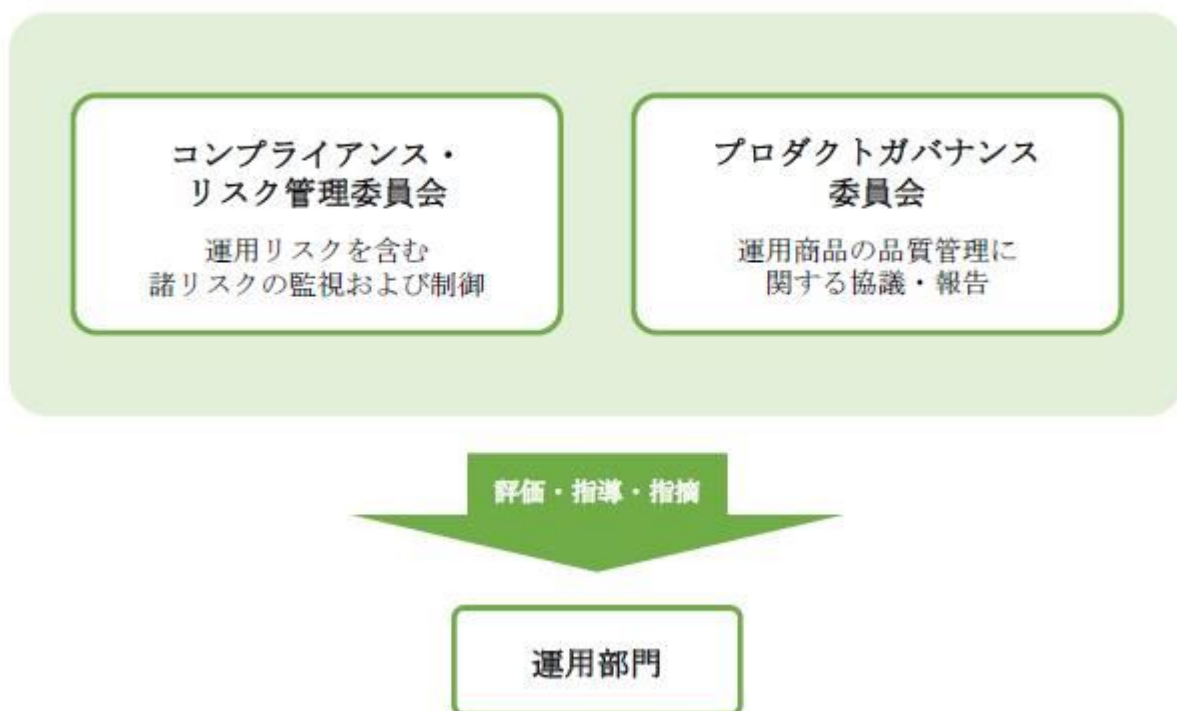 コンプライアンス・
リスク管理委員会
運用リスクを含む
諸リスクの監視および制御
プロダクトガバナンス
委員会
運用商品の品質管理に
関する協議・報告
評価・指導・指摘
運用部門